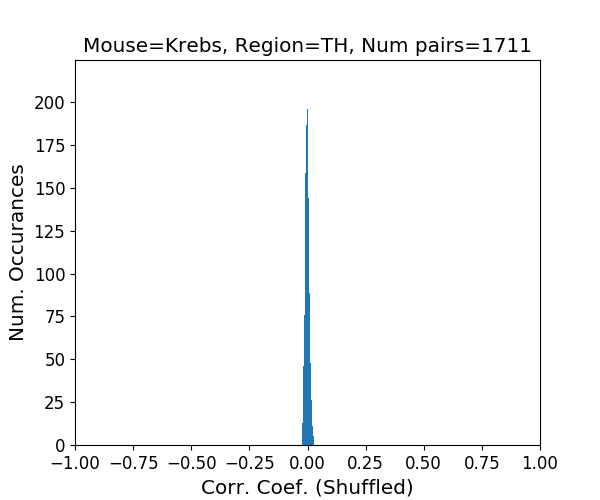 Mouse=Krebs, Region=TH, Num pairs=1711
Num. Occurances
200
175
150
125
100
75
50
25
0
−1.00 −0.75 −0.50 −0.25 0.00 0.25 0.50 0.75 1.00
Corr. Coef. (Shuffled)